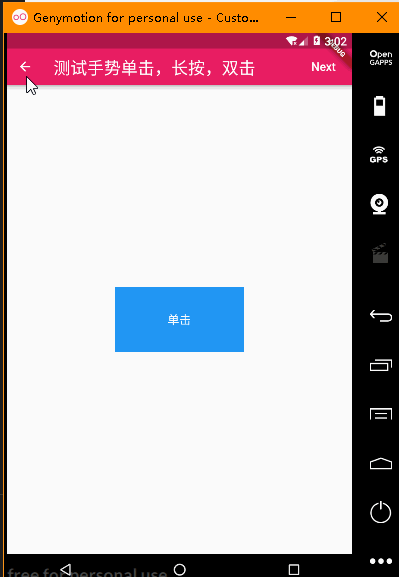 Genymotion for personal use - Custo...
Open
GAPPS
3:02
DEBUG
测试手势单击，长按，双击
Next
GPS
单击
free for personal use